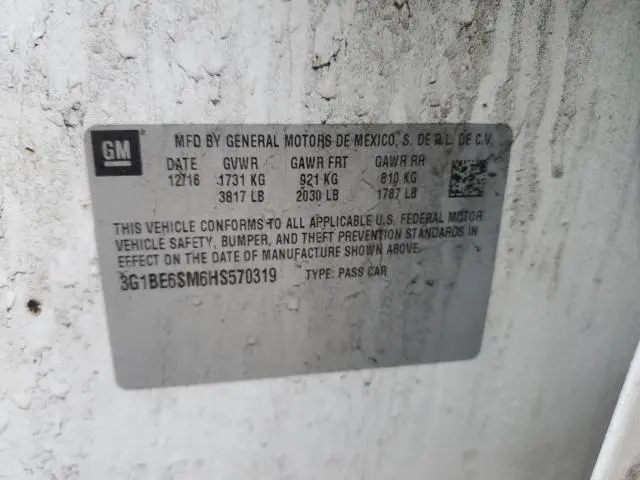 GM
MFD BY GENERAL MOTORS DE MEXICO, S. DE R.L. DE C.V.
DATE GVWR GAWR FRT GAWR RR
12/16 1731 KG 921 KG 810 KG
3817 LB 2030 LB 1787 LB
THIS VEHICLE CONFORMS TO ALL APPLICABLE U.S. FEDERAL MOTOR
VEHICLE SAFETY, BUMPER, AND THEFT PREVENTION STANDARDS IN
EFFECT ON THE DATE OF MANUFACTURE SHOWN ABOVE.
3G1BE6SM6HS570319 TYPE: PASS CAR